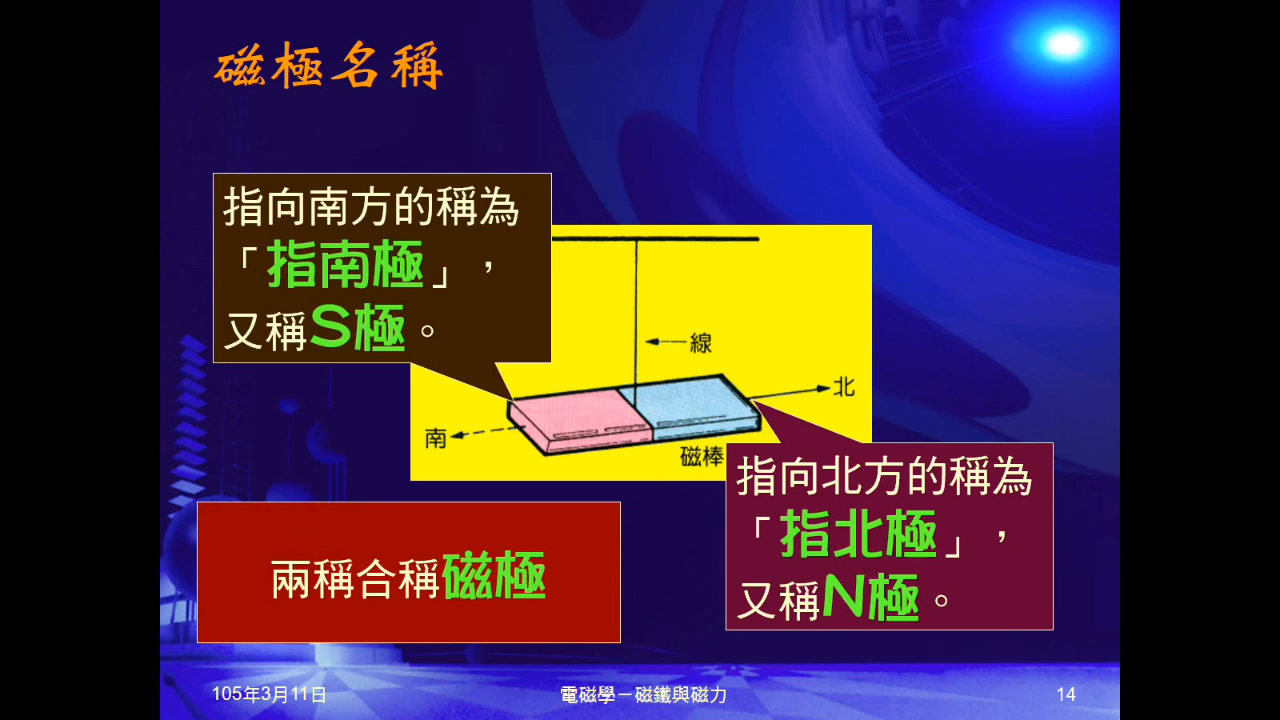 磁極名稱
指向南方的稱為
「指南極」，
又稱S極。
線
北
南
磁棒
指向北方的稱為
「指北極」，
又稱N極。
兩稱合稱磁極
105年3月11日
電磁學－磁鐵與磁力
14